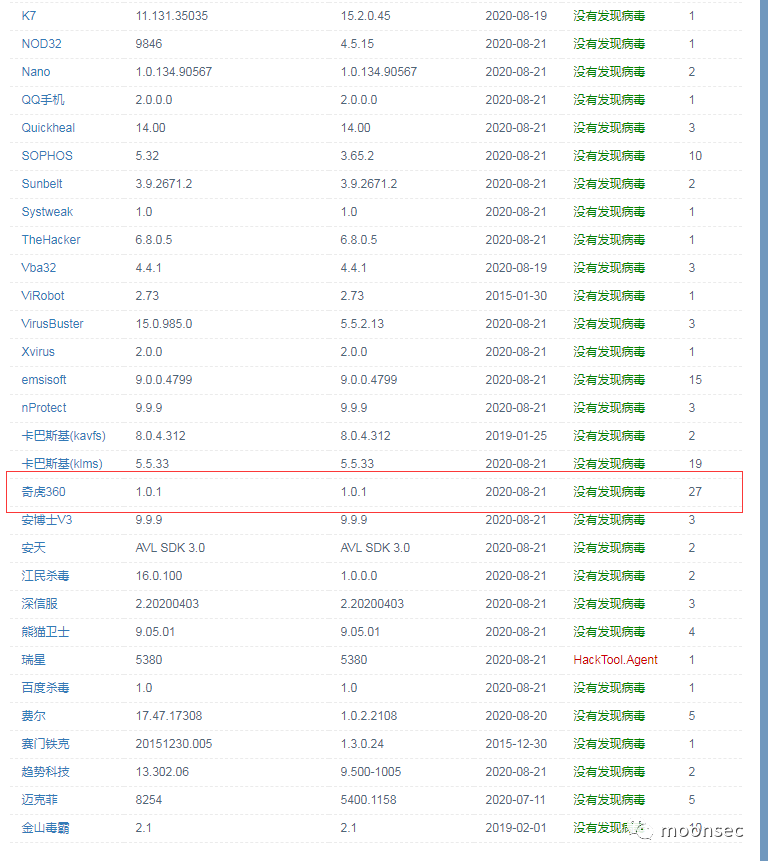 K7 11.131.35035 15.2.0.45 2020-08-19 没有发现病毒 1
NOD32 9846 4.5.15 2020-08-21 没有发现病毒 1
Nano 1.0.134.90567 1.0.134.90567 2020-08-21 没有发现病毒 2
QQ手机 2.0.0.0 2.0.0.0 2020-08-21 没有发现病毒 1
Quickheal 14.00 14.00 2020-08-21 没有发现病毒 3
SOPHOS 5.32 3.65.2 2020-08-21 没有发现病毒 10
Sunbelt 3.9.2671.2 3.9.2671.2 2020-08-21 没有发现病毒 2
Systweak 1.0 1.0 2020-08-21 没有发现病毒 1
TheHacker 6.8.0.5 6.8.0.5 2020-08-21 没有发现病毒 1
Vba32 4.4.1 4.4.1 2020-08-19 没有发现病毒 3
ViRobot 2.73 2.73 2015-01-30 没有发现病毒 1
VirusBuster 15.0.985.0 5.5.2.13 2020-08-21 没有发现病毒 3
Xvirus 2.0.0 2.0.0 2020-08-21 没有发现病毒 1
emsisoft 9.0.0.4799 9.0.0.4799 2020-08-21 没有发现病毒 15
nProtect 9.9.9 9.9.9 2020-08-21 没有发现病毒 3
卡巴斯基(kavfs) 8.0.4.312 8.0.4.312 2019-01-25 没有发现病毒 2
卡巴斯基(klms) 5.5.33 5.5.33 2020-08-21 没有发现病毒 19
奇虎360 1.0.1 1.0.1 2020-08-21 没有发现病毒 27
安博士V3 9.9.9 9.9.9 2020-08-21 没有发现病毒 3
安天 AVL SDK 3.0 AVL SDK 3.0 2020-08-21 没有发现病毒 2
江民杀毒 16.0.100 1.0.0.0 2020-08-21 没有发现病毒 2
深信服 2.20200403 2.20200403 2020-08-21 没有发现病毒 3
熊猫卫士 9.05.01 9.05.01 2020-08-21 没有发现病毒 4
瑞星 5380 5380 2020-08-21 HackTool.Agent 1
百度杀毒 1.0 1.0 2020-08-21 没有发现病毒 1
费尔 17.47.17308 1.0.2.2108 2020-08-20 没有发现病毒 5
赛门铁克 20151230.005 1.3.0.24 2015-12-30 没有发现病毒 1
趋势科技 13.302.06 9.500-1005 2020-08-21 没有发现病毒 2
迈克菲 8254 5400.1158 2020-07-11 没有发现病毒 5
金山毒霸 2.1 2.1 2019-02-01 没有发现病
moonsec